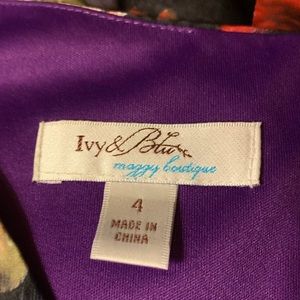 Ivy & Blu
maggy boutique
4
MADE IN
CHINA